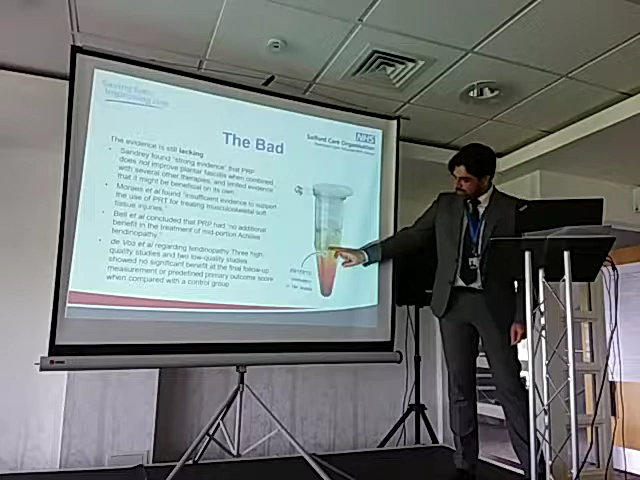 Saving lives,
Improving lives
NHS
Salford Care Organisation
The Bad
The evidence is still lacking
• Sandrey found "strong evidence" that PRP
does not improve plantar fasciitis when combined
with several other therapies, and limited evidence
that it might be beneficial on its own.
• Moraes et al found "insufficient evidence to support
the use of PRT for treating musculoskeletal soft
tissue injuries."
• Bell et al concluded that PRP had "no additional
benefit in the treatment of mid-portion Achilles
tendinopathy."
• de Vos et al regarding tendinopathy Three high-
quality studies and two low-quality studies
showed no significant benefit at the final follow-up
measurement or predefined primary outcome score
when compared with a control group